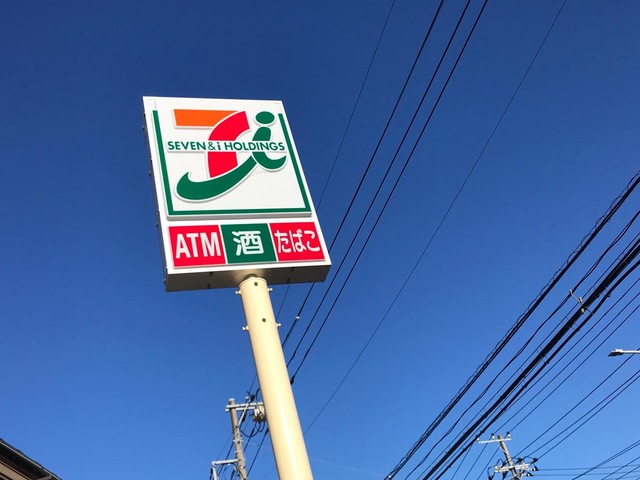 SEVEN & i HOLDINGS
ATM 酒 たばこ